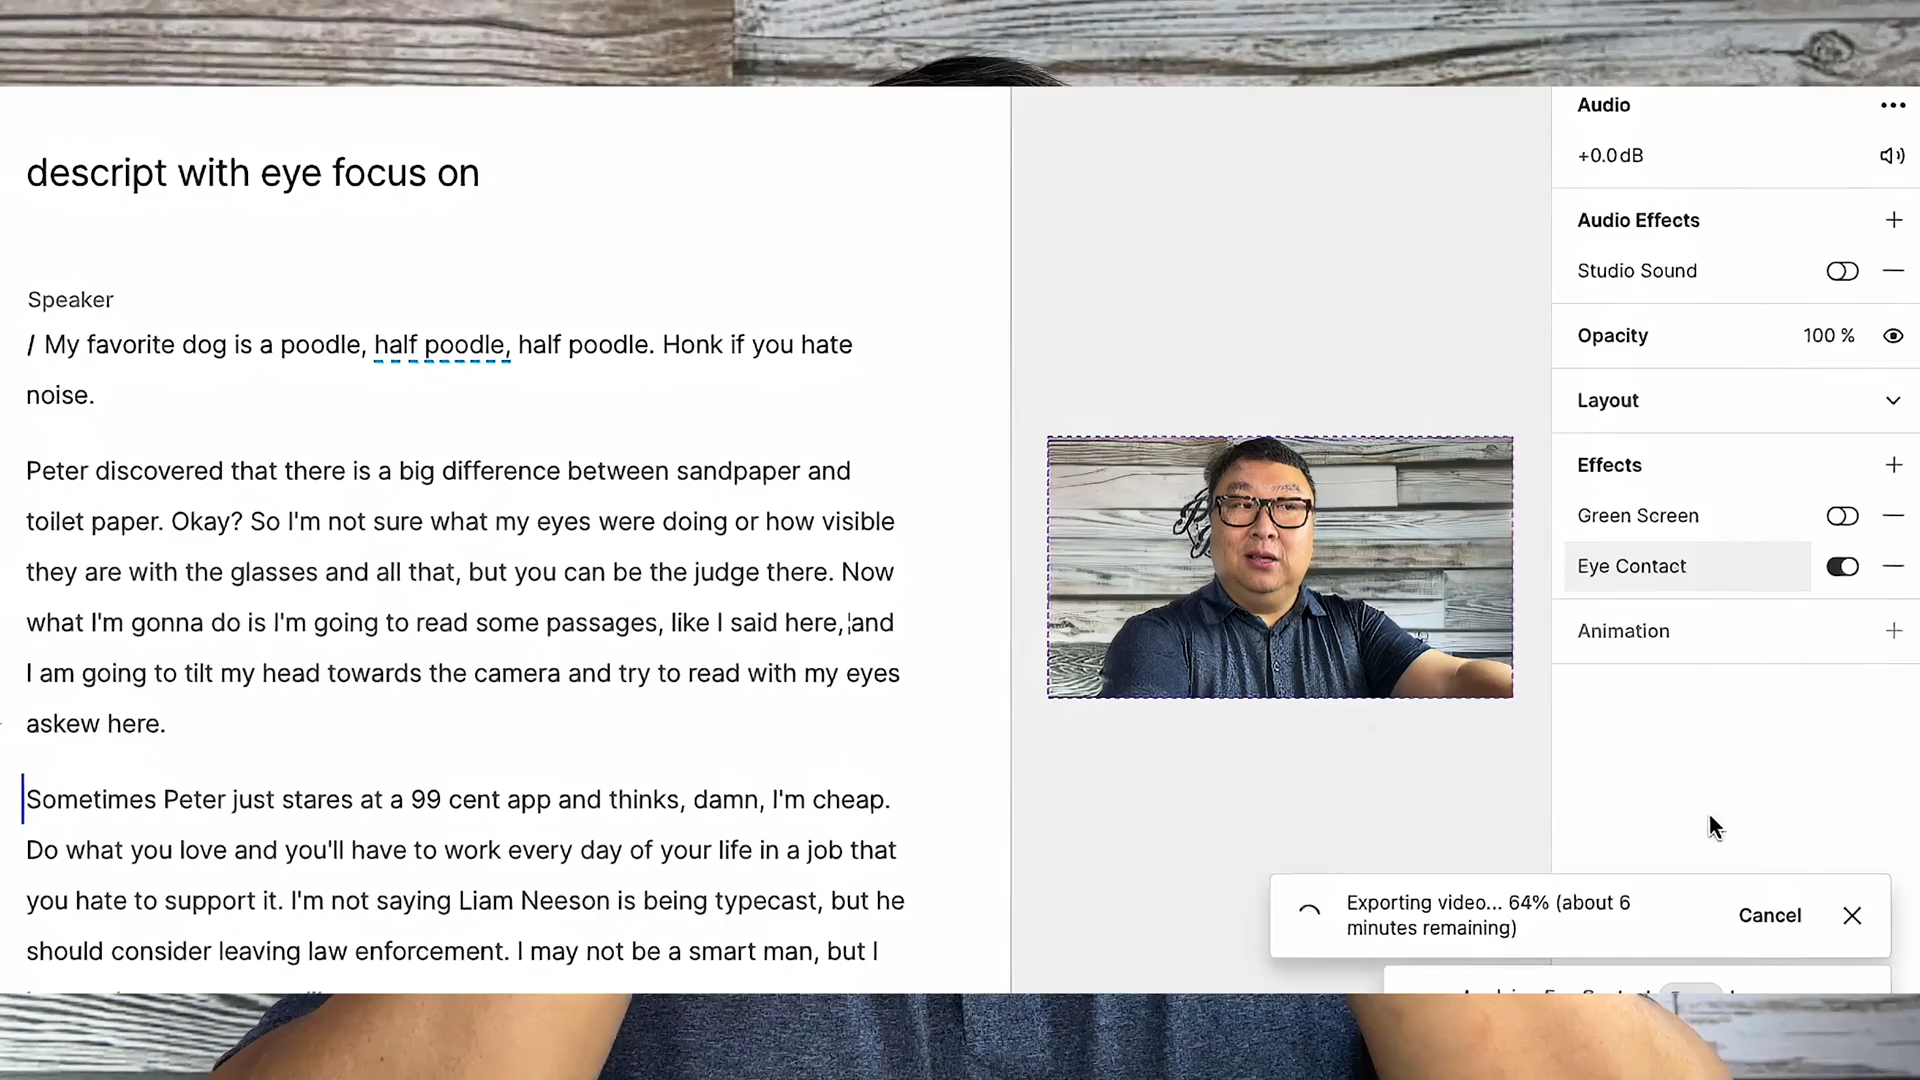 descript with eye focus on
Speaker
/ My favorite dog is a poodle, half poodle, half poodle. Honk if you hate
noise.
Peter discovered that there is a big difference between sandpaper and
toilet paper. Okay? So I'm not sure what my eyes were doing or how visible
they are with the glasses and all that, but you can be the judge there. Now
what I'm gonna do is I'm going to read some passages, like I said here, and
I am going to tilt my head towards the camera and try to read with my eyes
askew here.
Sometimes Peter just stares at a 99 cent app and thinks, damn, I'm cheap.
Do what you love and you'll have to work every day of your life in a job that
you hate to support it. I'm not saying Liam Neeson is being typecast, but he
should consider leaving law enforcement. I may not be a smart man, but I
Audio
+0.0 dB
Audio Effects
Studio Sound
Opacity 100 %
Layout
Effects
Green Screen
Eye Contact
Animation
Exporting video... 64% (about 6
minutes remaining)
Cancel